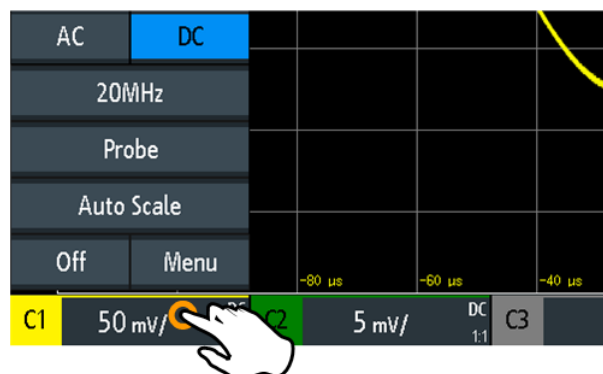 AC DC
20MHz
Probe
Auto Scale
Off Menu
-80 µs -60 µs -40 µs
C1 50 mV/ C2 5 mV/ DC 1:1 C3